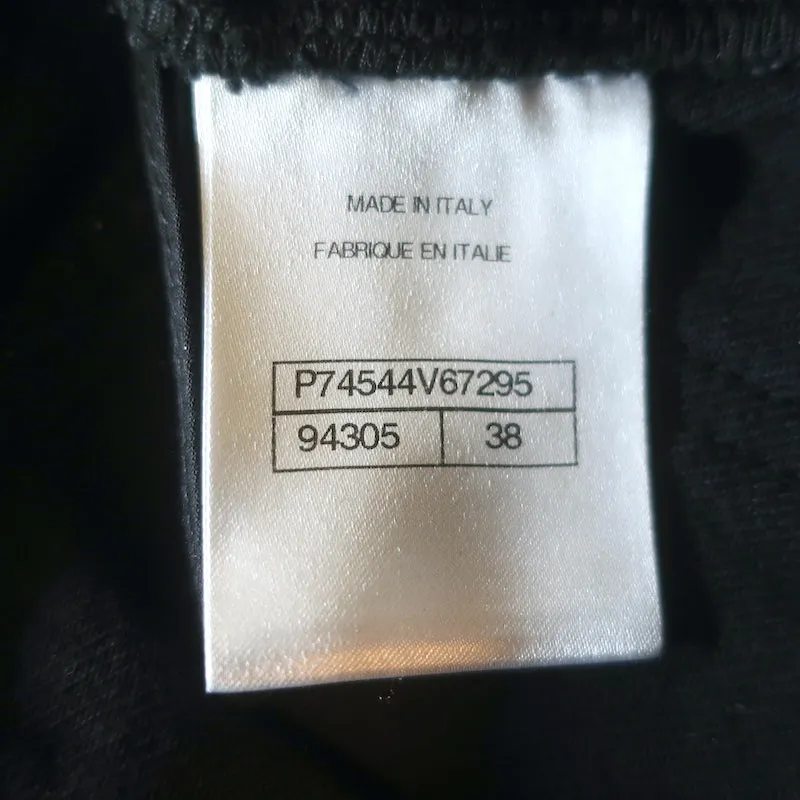 MADE IN ITALY
FABRIQUE EN ITALIE
P74544V67295
94305 38